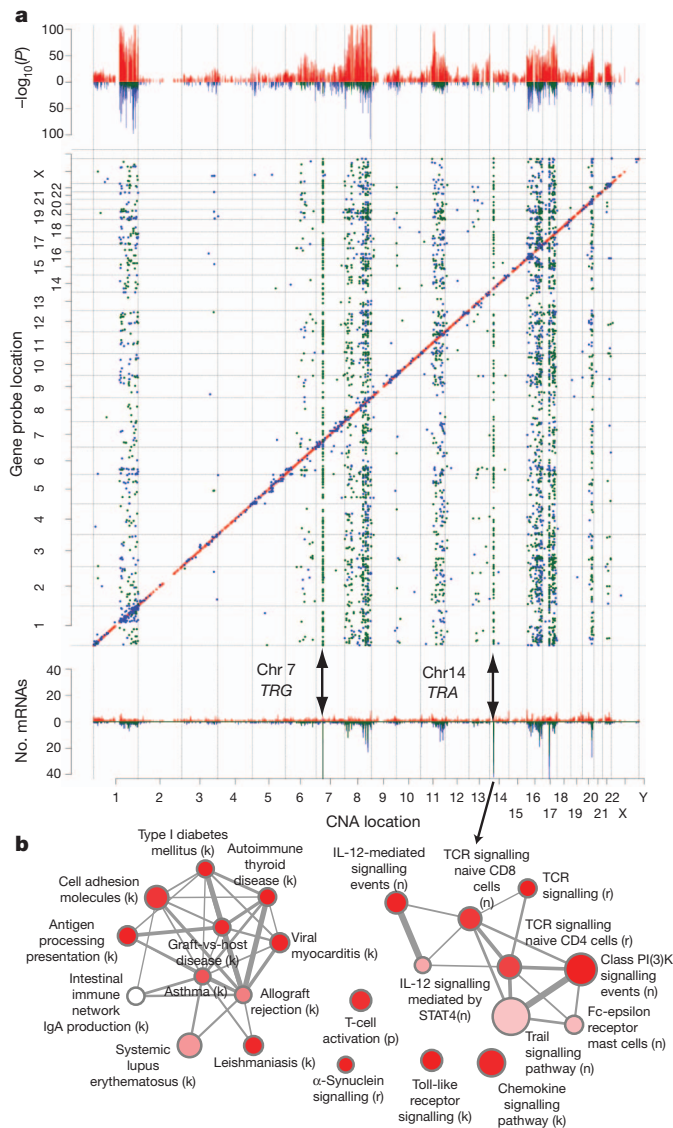 a
–log10(P)
100
50
0
50
100
Gene probe location
X
22
21
20
19
18
17
16
15
14
13
12
11
10
9
8
7
6
5
4
3
2
1
Chr 7
TRG
Chr14
TRA
No. mRNAs
40
20
0
20
40
1 2 3 4 5 6 7 8 9 10 11 12 13 14 16 18 20 22 Y
15 17 19 21 X
CNA location
b
Type I diabetes
mellitus (k)
Autoimmune
thyroid
disease (k)
Cell adhesion
molecules (k)
Antigen
processing
presentation (k)
Graft-vs-host
disease (k)
Viral
myocarditis (k)
Intestinal
immune
network
IgA production (k)
Asthma (k)
Allograft
rejection (k)
Systemic
lupus
erythematosus (k)
Leishmaniasis (k)
IL-12-mediated
signalling
events (n)
TCR signalling
naive CD8
cells
(n)
TCR
signalling (r)
TCR signalling
naive CD4 cells (r)
Class PI(3)K
signalling
events (n)
IL-12 signalling
mediated by
STAT4(n)
Fc-epsilon
receptor
mast cells (n)
Trail
signalling
pathway (n)
T-cell
activation (p)
α-Synuclein
signalling (r)
Toll-like
receptor
signalling (k)
Chemokine
signalling
pathway (k)